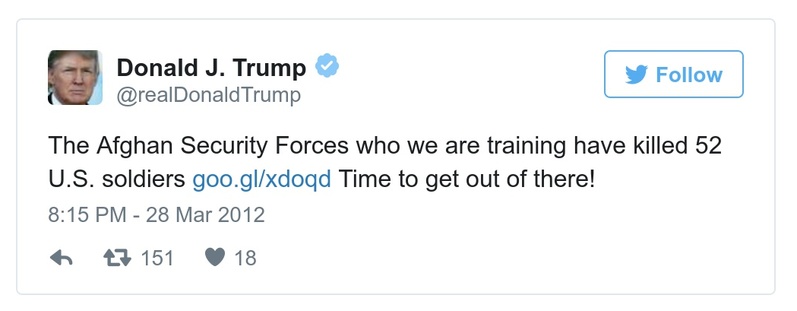 Donald J. Trump
@realDonaldTrump
Follow
The Afghan Security Forces who we are training have killed 52
U.S. soldiers goo.gl/xdoqd Time to get out of there!
8:15 PM - 28 Mar 2012
151 18